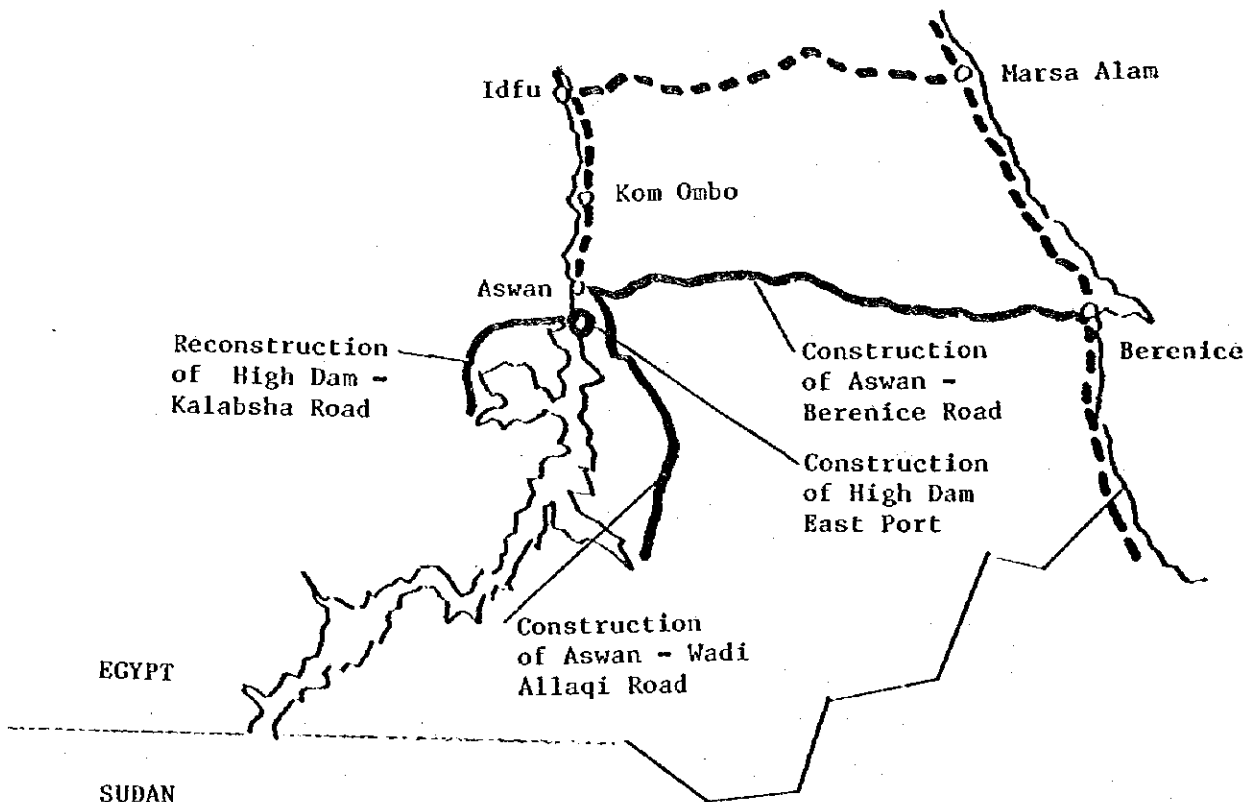 Marsa Alam
Idfu
Kom Ombo
Aswan
Reconstruction
of High Dam -
Kalabsha Road
Construction
of Aswan -
Berenice Road
Berenice
Construction
of High Dam
East Port
Construction
of Aswan - Wadi
Allaqi Road
EGYPT
SUDAN